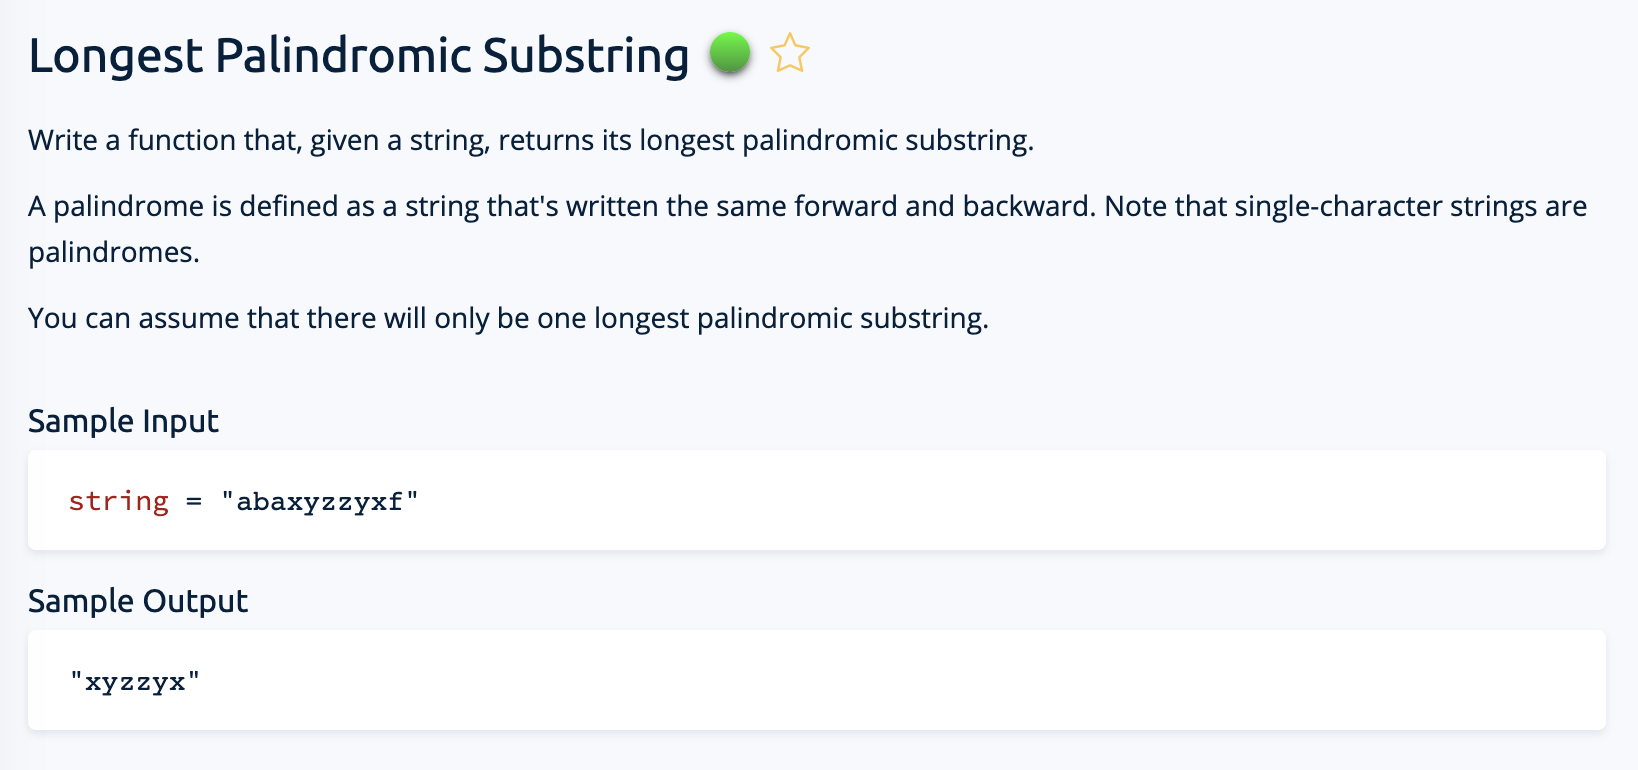 Longest Palindromic Substring
Write a function that, given a string, returns its longest palindromic substring.
A palindrome is defined as a string that's written the same forward and backward. Note that single-character strings are
palindromes.
You can assume that there will only be one longest palindromic substring.
Sample Input
string = "abaxyzzyxf"
Sample Output
"xyzzyx"